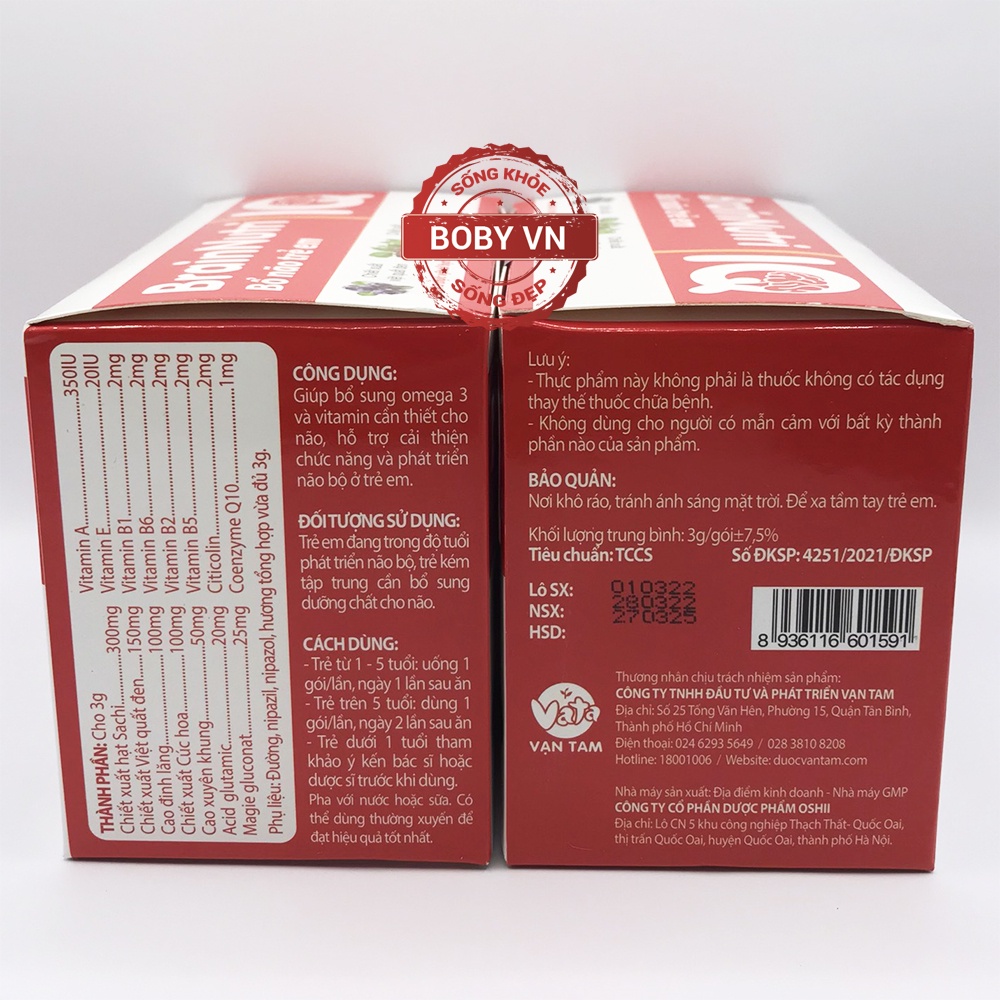 SỐNG KHỎE
BOBY VN
SỐNG ĐẸP
BrainNutri
Bổ não trẻ em
IQ
THÀNH PHẦN: Cho 3g
Chiết xuất hạt Sachi....................300mg
Chiết xuất Việt quất đen..........150mg
Cao đinh lăng..............................100mg
Chiết xuất Cúc hoa....................100mg
Cao xuyên khung........................50mg
Acid glutamic...............................20mg
Magie gluconat............................25mg
Vitamin A.....................350IU
Vitamin E.......................20IU
Vitamin B1......................2mg
Vitamin B6......................2mg
Vitamin B2......................2mg
Vitamin B5......................2mg
Citicolin..........................2mg
Coenzyme Q10..............1mg
Phụ liệu: Đường, nipazil, nipazol, hương tổng hợp vừa đủ 3g.
CÔNG DỤNG:
Giúp bổ sung omega 3
và vitamin cần thiết cho
não, hỗ trợ cải thiện
chức năng và phát triển
não bộ ở trẻ em.
ĐỐI TƯỢNG SỬ DỤNG:
Trẻ em đang trong độ tuổi
phát triển não bộ, trẻ kém
tập trung cần bổ sung
dưỡng chất cho não.
CÁCH DÙNG:
- Trẻ từ 1 - 5 tuổi: uống 1
gói/lần, ngày 1 lần sau ăn
- Trẻ trên 5 tuổi: dùng 1
gói/lần, ngày 2 lần sau ăn
- Trẻ dưới 1 tuổi tham
khảo ý kến bác sĩ hoặc
dược sĩ trước khi dùng.
Pha với nước hoặc sữa. Có
thể dùng thường xuyến để
đạt hiệu quả tốt nhất.
Lưu ý:
- Thực phẩm này không phải là thuốc không có tác dụng
thay thế thuốc chữa bệnh.
- Không dùng cho người có mẫn cảm với bất kỳ thành
phần nào của sản phẩm.
BẢO QUẢN:
Nơi khô ráo, tránh ánh sáng mặt trời. Để xa tầm tay trẻ em.
Khối lượng trung bình: 3g/gói±7,5%
Tiêu chuẩn: TCCS Số ĐKSP: 4251/2021/ĐKSP
Lô SX: 010322
NSX: 280322
HSD: 270325
8 936116 601591
Vata
VẠN TAM
Thương nhân chịu trách nhiệm sản phẩm:
CÔNG TY TNHH ĐẦU TƯ VÀ PHÁT TRIỂN VẠN TAM
Địa chỉ: Số 25 Tống Văn Hên, Phường 15, Quận Tân Bình,
Thành phố Hồ Chí Minh
Điện thoại: 024 6293 5649 / 028 3810 8208
Hotline: 18001006 / Website: duocvantam.com
Nhà máy sản xuất: Địa điểm kinh doanh - Nhà máy GMP
CÔNG TY CỔ PHẦN DƯỢC PHẨM OSHII
Địa chỉ: Lô CN 5 khu công nghiệp Thạch Thất- Quốc Oai,
thị trấn Quốc Oai, huyện Quốc Oai, thành phố Hà Nội.